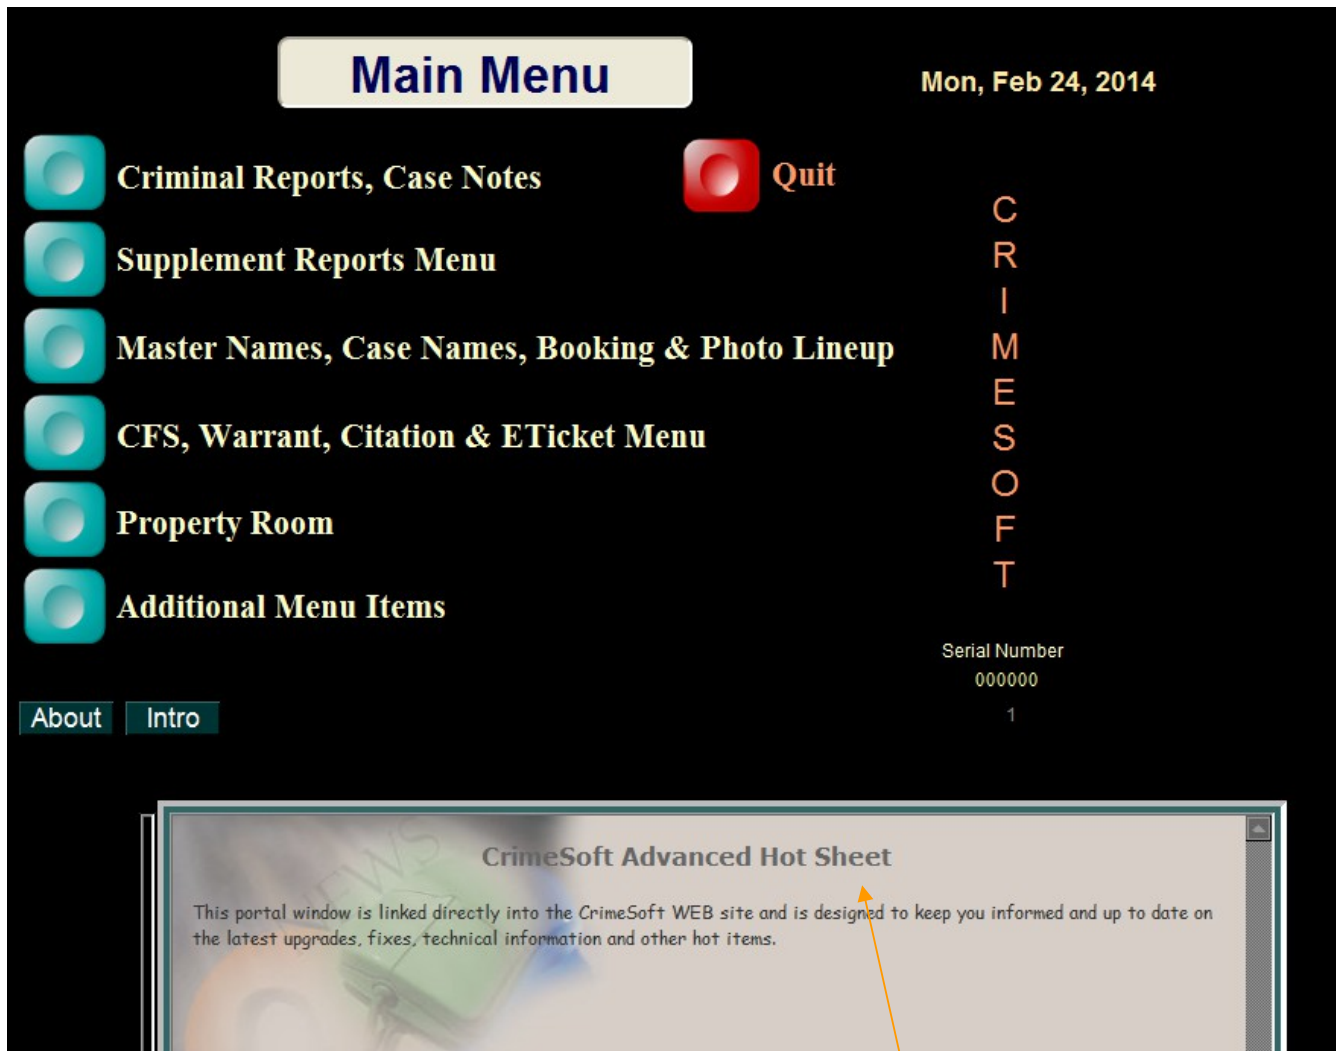 Main Menu
Mon, Feb 24, 2014
Criminal Reports, Case Notes
Quit
Supplement Reports Menu
Master Names, Case Names, Booking & Photo Lineup
CFS, Warrant, Citation & ETicket Menu
Property Room
Additional Menu Items
C
R
I
M
E
S
O
F
T
Serial Number
000000
1
About
Intro
NEWS
CrimeSoft Advanced Hot Sheet
This portal window is linked directly into the CrimeSoft WEB site and is designed to keep you informed and up to date on
the latest upgrades, fixes, technical information and other hot items.